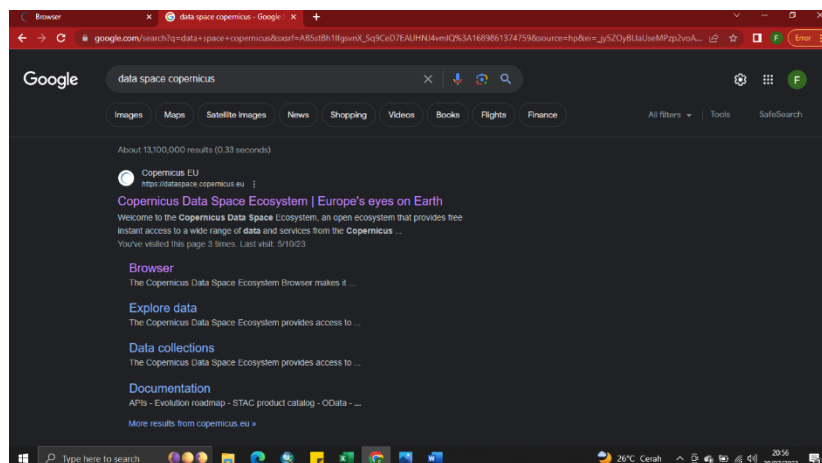 Browser
data space copernicus - Google
google.com/search?q=data+space+copernicus&
Error
Google
data space copernicus
F
Images Maps Satellite images News Shopping Videos Books Flights Finance
All filters Tools SafeSearch
About 13,100,000 results (0.33 seconds)
Copernicus EU
https://dataspace.copernicus.eu
Copernicus Data Space Ecosystem | Europe's eyes on Earth
Welcome to the Copernicus Data Space Ecosystem, an open ecosystem that provides free
instant access to a wide range of data and services from the Copernicus ...
You've visited this page 3 times. Last visit: 5/10/23
Browser
The Copernicus Data Space Ecosystem Browser makes it ...
Explore data
The Copernicus Data Space Ecosystem provides access to ...
Data collections
The Copernicus Data Space Ecosystem provides access to ...
Documentation
APIs - Evolution roadmap - STAC product catalog - OData - ...
More results from copernicus.eu »
Type here to search
26°C Cerah
20:56